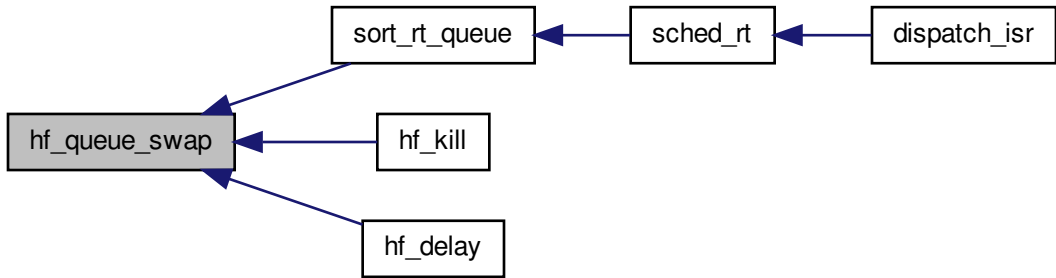 sort_rt_queue
sched_rt
dispatch_isr
hf_queue_swap
hf_kill
hf_delay